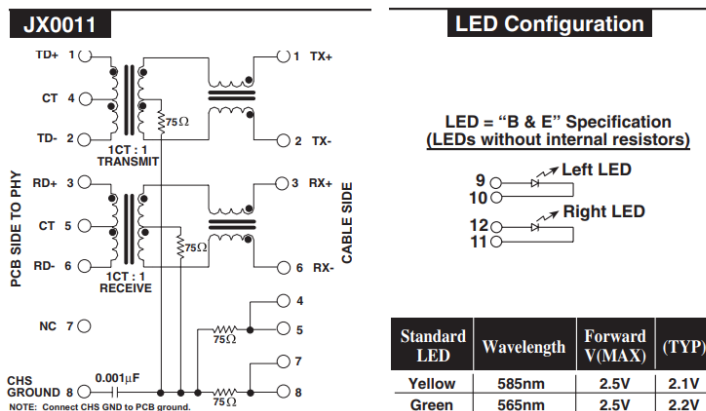 JX0011
TD+ 1
CT 4
TD- 2
1CT : 1
TRANSMIT
75Ω
1 TX+
2 TX-
RD+ 3
CT 5
RD- 6
1CT : 1
RECEIVE
75Ω
3 RX+
6 RX-
PCB SIDE TO PHY
CABLE SIDE
NC 7
4
5
75Ω
7
8
75Ω
CHS
GROUND 8
0.001µF
NOTE: Connect CHS GND to PCB ground.
LED Configuration
LED = “B & E” Specification
(LEDs without internal resistors)
9
10
Left LED
12
11
Right LED
Standard LED Wavelength Forward V(MAX) (TYP)
Yellow 585nm 2.5V 2.1V
Green 565nm 2.5V 2.2V